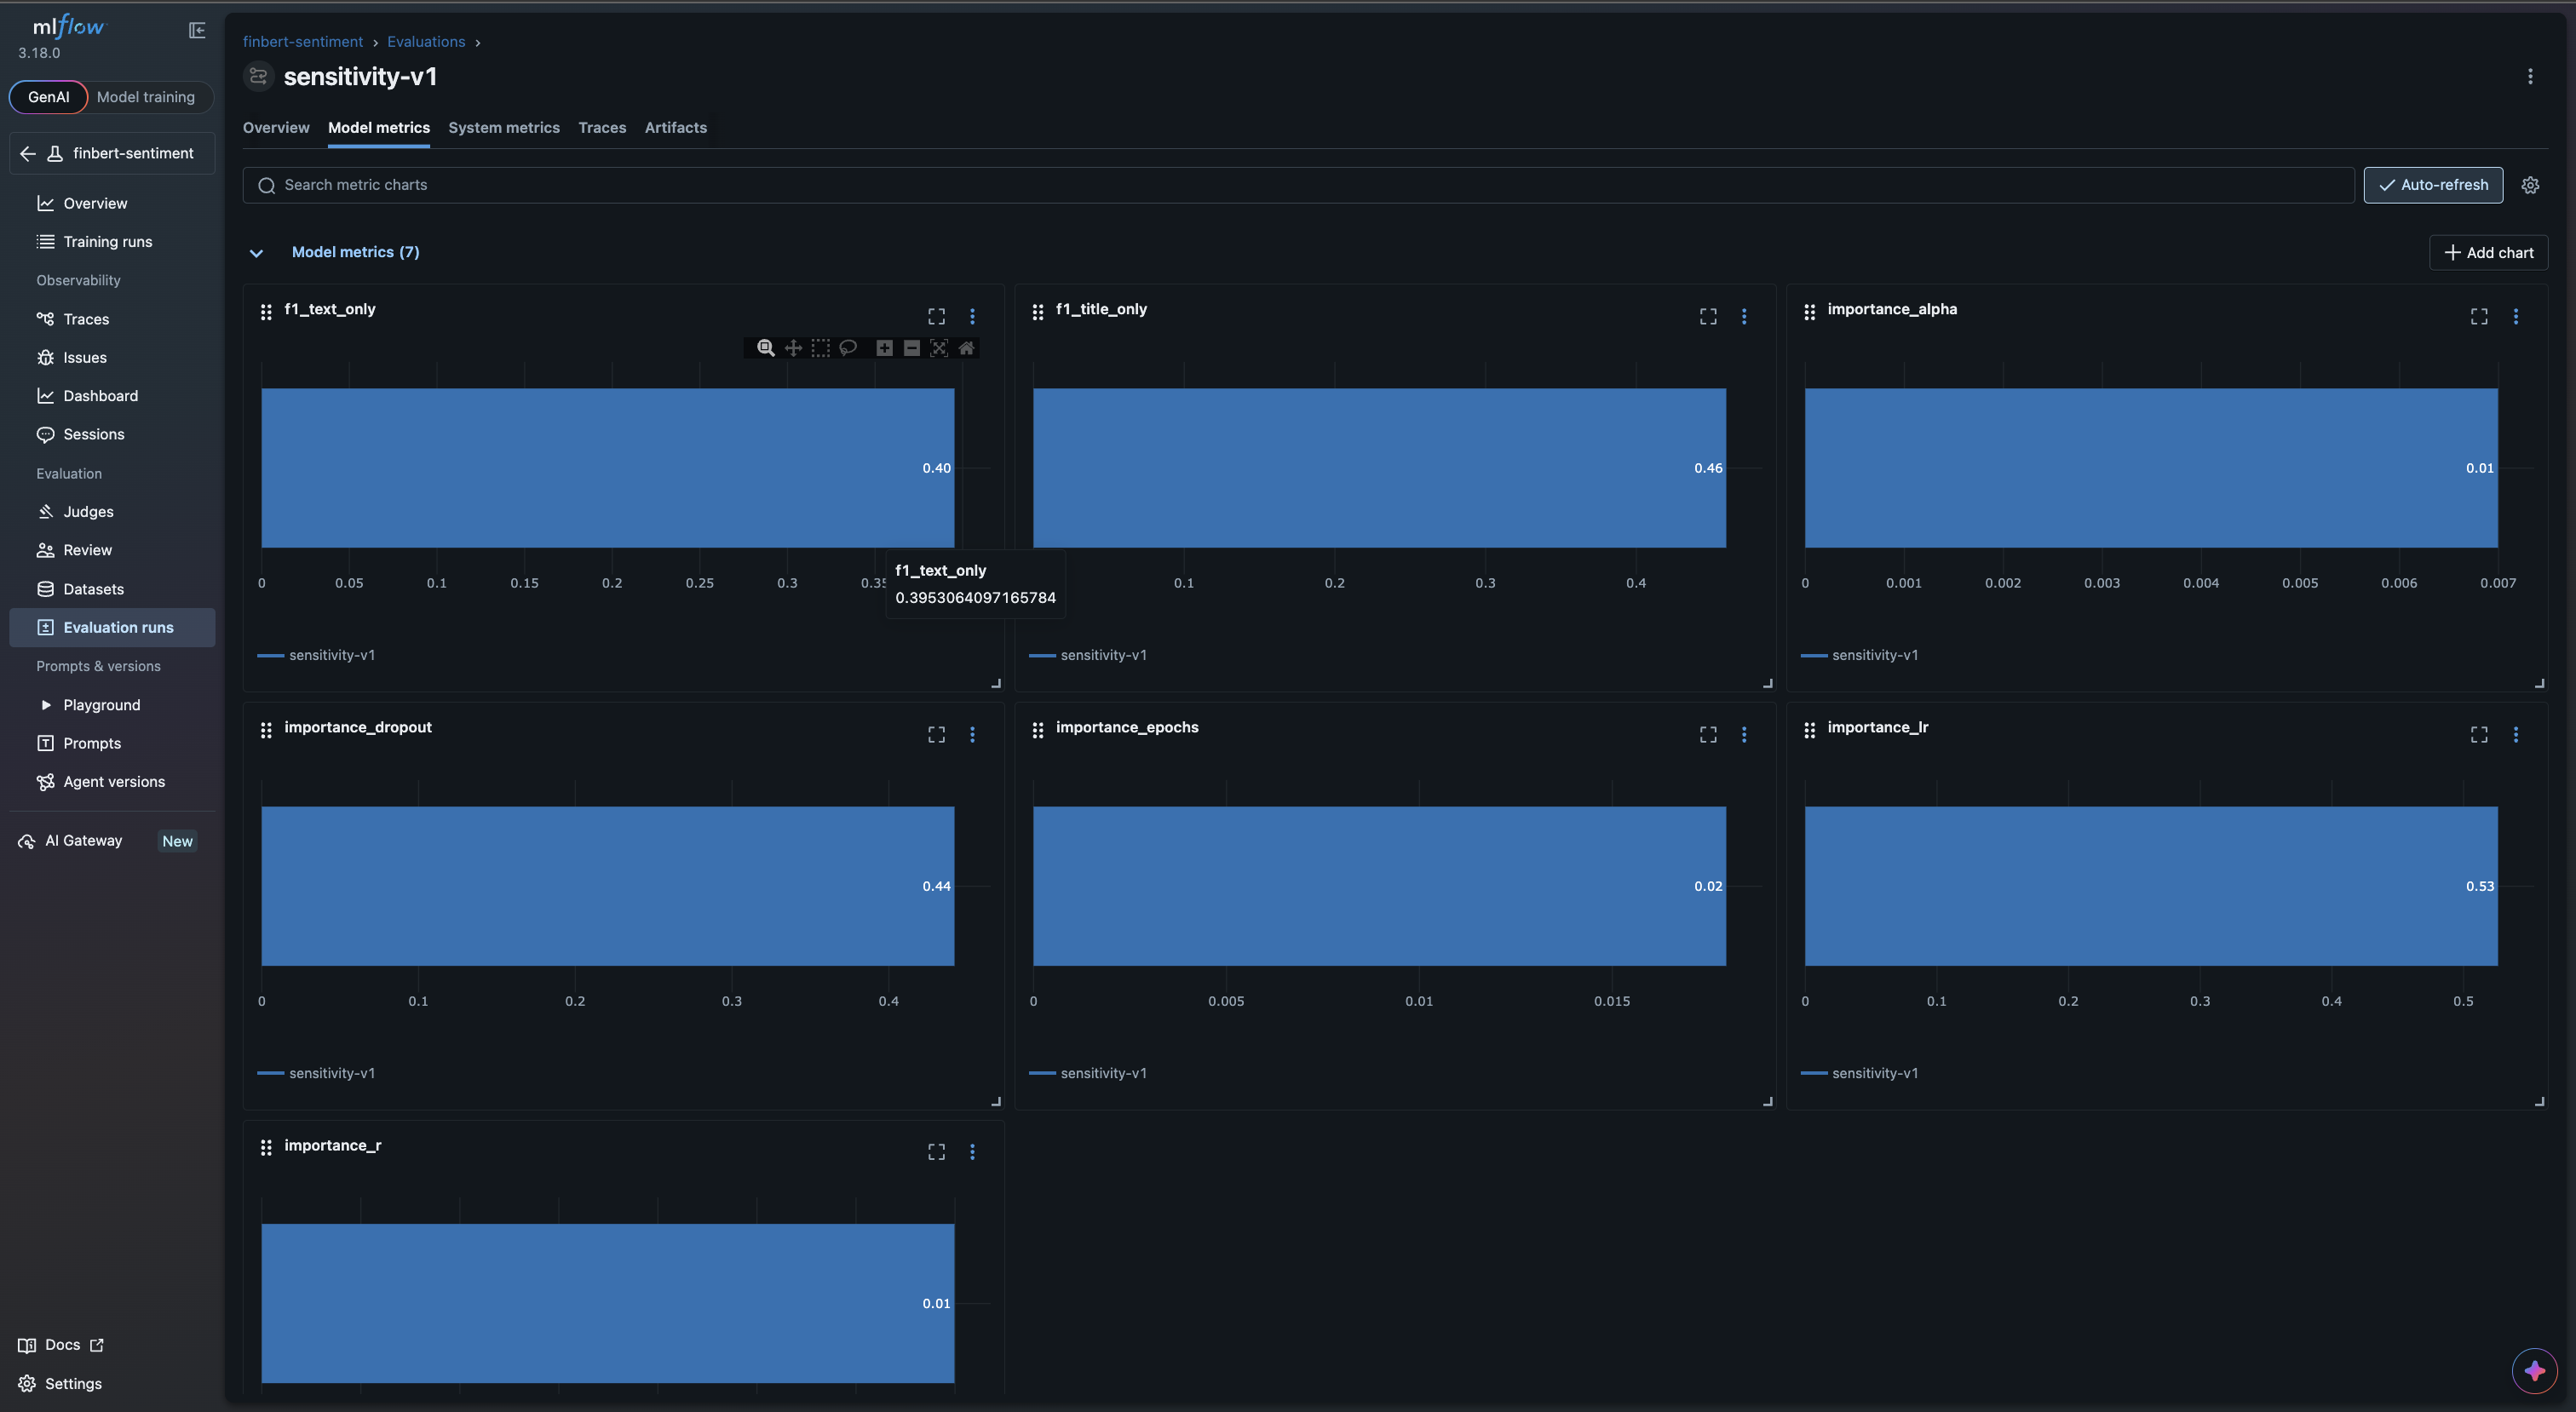 mlflow
3.18.0
GenAI
Model training
finbert-sentiment
Overview
Training runs
Observability
Traces
Issues
Dashboard
Sessions
Evaluation
Judges
Review
Datasets
Evaluation runs
Prompts & versions
Playground
Prompts
Agent versions
AI Gateway New
Docs
Settings
finbert-sentiment > Evaluations >
sensitivity-v1
Overview Model metrics System metrics Traces Artifacts
Search metric charts
Auto-refresh
Model metrics (7)
Add chart
f1_text_only
0.40
0 0.05 0.1 0.15 0.2 0.25 0.3 0.35
f1_text_only
0.3953064097165784
sensitivity-v1
f1_title_only
0.46
0.1 0.2 0.3 0.4
sensitivity-v1
importance_alpha
0.01
0 0.001 0.002 0.003 0.004 0.005 0.006 0.007
sensitivity-v1
importance_dropout
0.44
0 0.1 0.2 0.3 0.4
sensitivity-v1
importance_epochs
0.02
0 0.005 0.01 0.015
sensitivity-v1
importance_lr
0.53
0 0.1 0.2 0.3 0.4 0.5
sensitivity-v1
importance_r
0.01